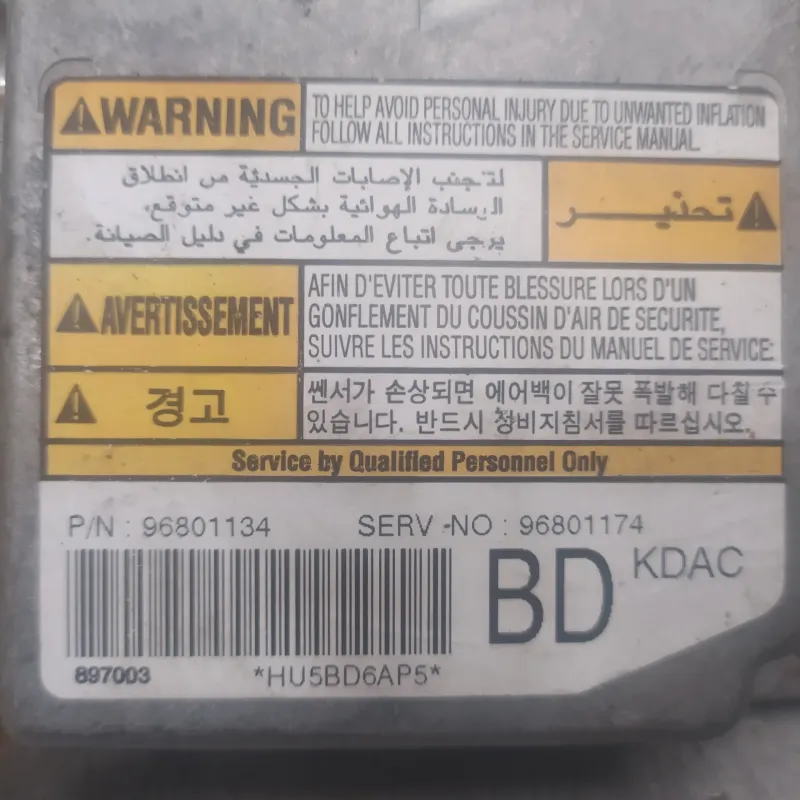 WARNING
TO HELP AVOID PERSONAL INJURY DUE TO UNWANTED INFLATION
FOLLOW ALL INSTRUCTIONS IN THE SERVICE MANUAL.
لتجنب الإصابات الجسدية من انطلاق
الوسادة الهوائية بشكل غير متوقع،
يرجى اتباع المعلومات في دليل الصيانة.
تحذيـــر
AVERTISSEMENT
AFIN D'EVITER TOUTE BLESSURE LORS D'UN
GONFLEMENT DU COUSSIN D'AIR DE SECURITE,
SUIVRE LES INSTRUCTIONS DU MANUEL DE SERVICE.
경고
쎈서가 손상되면 에어백이 잘못 폭발해 다칠 수
있습니다. 반드시 정비지침서를 따르십시오.
Service by Qualified Personnel Only
P/N : 96801134 SERV -NO : 96801174
BD KDAC
897003 *HU5BD6AP5*